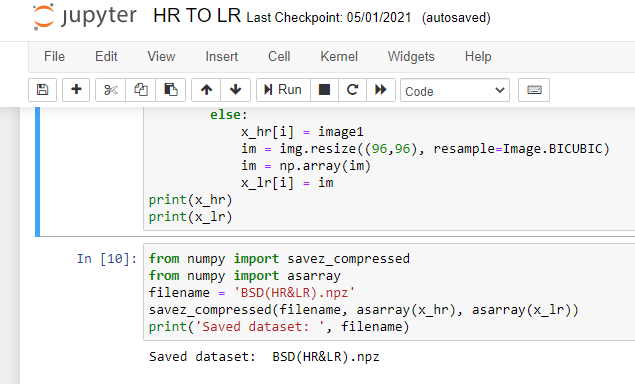 jupyter HR TO LR Last Checkpoint: 05/01/2021 (autosaved)
File Edit View Insert Cell Kernel Widgets Help
Run Code
else:
x_hr[i] = image1
im = img.resize((96,96), resample=Image.BICUBIC)
im = np.array(im)
x_lr[i] = im
print(x_hr)
print(x_lr)
In [10]: from numpy import savez_compressed
from numpy import asarray
filename = 'BSD(HR&LR).npz'
savez_compressed(filename, asarray(x_hr), asarray(x_lr))
print('Saved dataset: ', filename)
Saved dataset:  BSD(HR&LR).npz